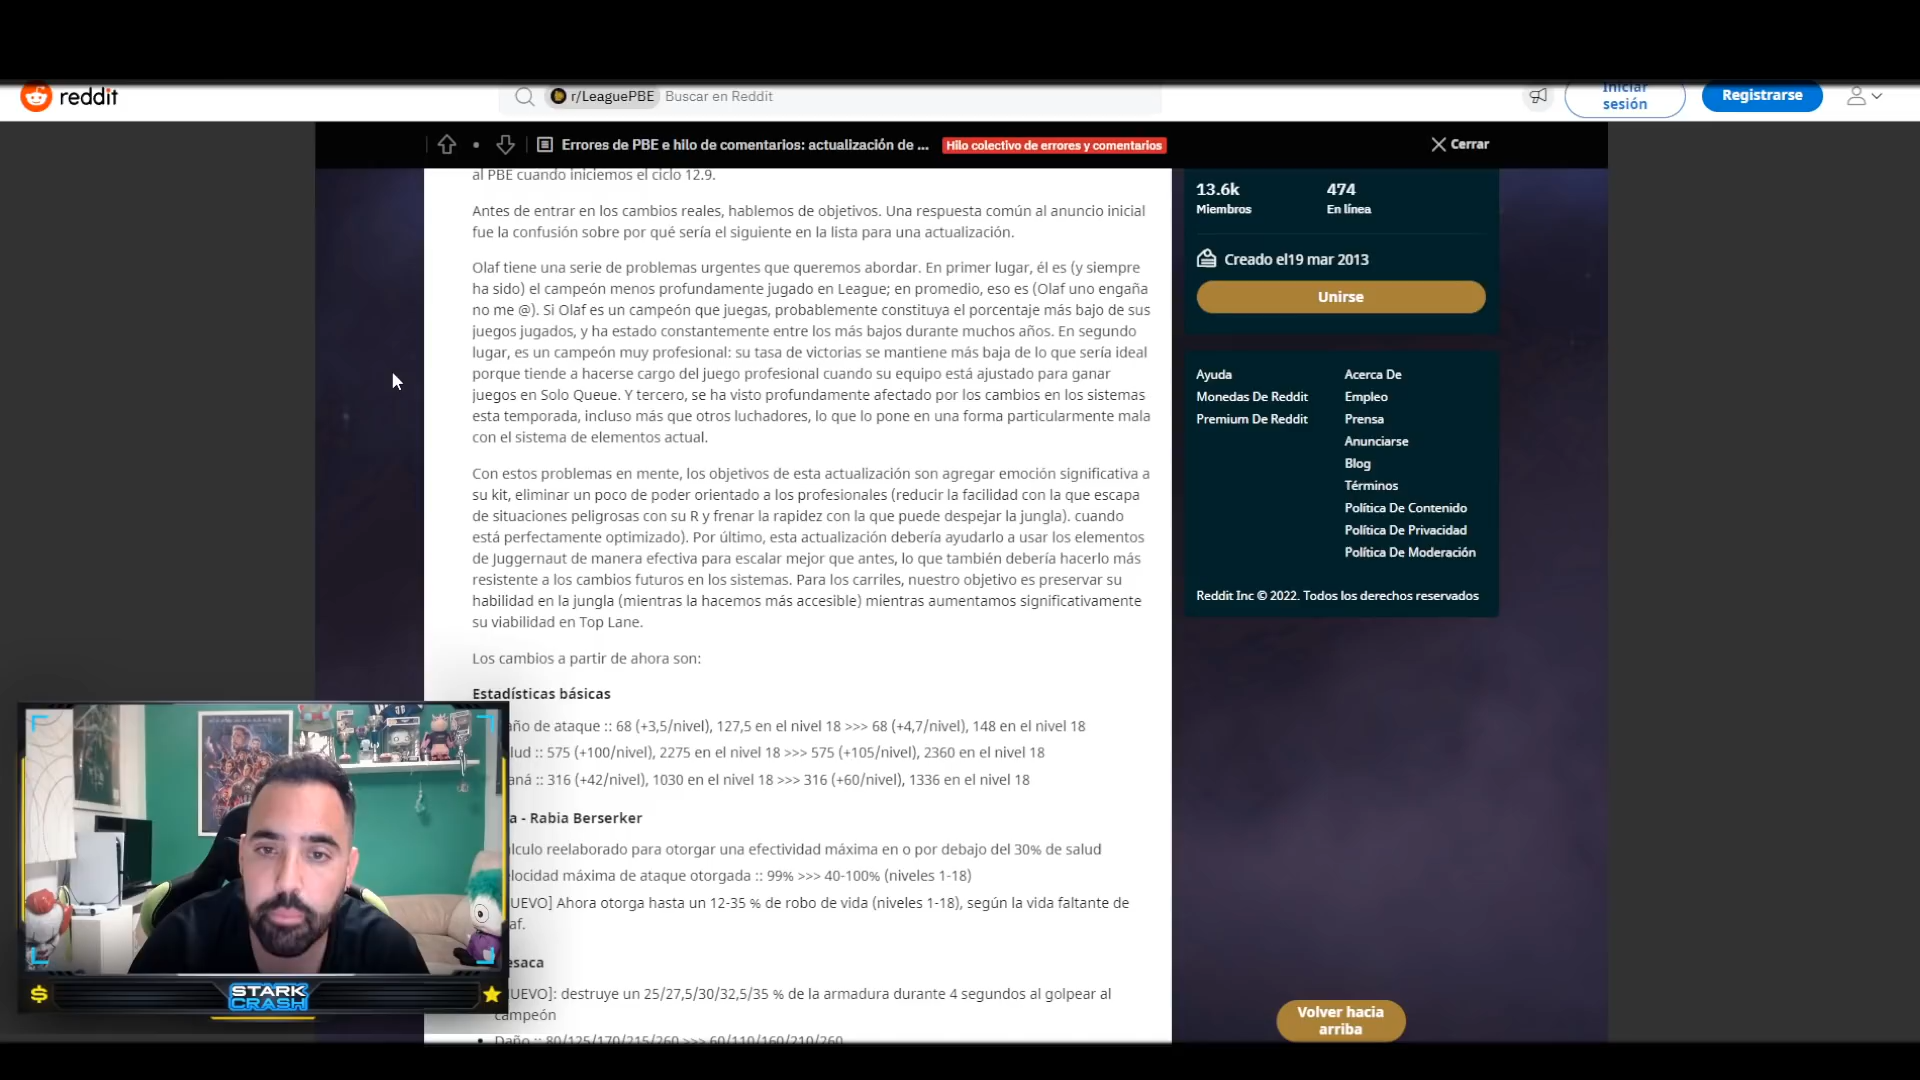 reddit
r/LeaguePBE Buscar en Reddit
Iniciar
sesión
Registrarse
Errores de PBE e hilo de comentarios: actualización de ...
Hilo colectivo de errores y comentarios
Cerrar
al PBE cuando iniciemos el ciclo 12.9.
Antes de entrar en los cambios reales, hablemos de objetivos. Una respuesta común al anuncio inicial
fue la confusión sobre por qué sería el siguiente en la lista para una actualización.
Olaf tiene una serie de problemas urgentes que queremos abordar. En primer lugar, él es (y siempre
ha sido) el campeón menos profundamente jugado en League; en promedio, eso es (Olaf uno engaña
no me @). Si Olaf es un campeón que juegas, probablemente constituya el porcentaje más bajo de sus
juegos jugados, y ha estado constantemente entre los más bajos durante muchos años. En segundo
lugar, es un campeón muy profesional: su tasa de victorias se mantiene más baja de lo que sería ideal
porque tiende a hacerse cargo del juego profesional cuando su equipo está ajustado para ganar
juegos en Solo Queue. Y tercero, se ha visto profundamente afectado por los cambios en los sistemas
esta temporada, incluso más que otros luchadores, lo que lo pone en una forma particularmente mala
con el sistema de elementos actual.
Con estos problemas en mente, los objetivos de esta actualización son agregar emoción significativa a
su kit, eliminar un poco de poder orientado a los profesionales (reducir la facilidad con la que escapa
de situaciones peligrosas con su R y frenar la rapidez con la que puede despejar la jungla). cuando
está perfectamente optimizado). Por último, esta actualización debería ayudarlo a usar los elementos
de Juggernaut de manera efectiva para escalar mejor que antes, lo que también debería hacerlo más
resistente a los cambios futuros en los sistemas. Para los carriles, nuestro objetivo es preservar su
habilidad en la jungla (mientras la hacemos más accesible) mientras aumentamos significativamente
su viabilidad en Top Lane.
Los cambios a partir de ahora son:
Estadísticas básicas
año de ataque :: 68 (+3,5/nivel), 127,5 en el nivel 18 >>> 68 (+4,7/nivel), 148 en el nivel 18
lud :: 575 (+100/nivel), 2275 en el nivel 18 >>> 575 (+105/nivel), 2360 en el nivel 18
aná :: 316 (+42/nivel), 1030 en el nivel 18 >>> 316 (+60/nivel), 1336 en el nivel 18
a - Rabia Berserker
lculo reelaborado para otorgar una efectividad máxima en o por debajo del 30% de salud
elocidad máxima de ataque otorgada :: 99% >>> 40-100% (niveles 1-18)
UEVO] Ahora otorga hasta un 12-35 % de robo de vida (niveles 1-18), según la vida faltante de
af.
esaca
UEVO]: destruye un 25/27,5/30/32,5/35 % de la armadura durante 4 segundos al golpear al
campeón
• Daño :: 80/125/170/215/260 >>> 60/110/160/210/260
13.6k
Miembros
474
En línea
Creado el19 mar 2013
Unirse
Ayuda
Monedas De Reddit
Premium De Reddit
Acerca De
Empleo
Prensa
Anunciarse
Blog
Términos
Política De Contenido
Política De Privacidad
Política De Moderación
Reddit Inc © 2022. Todos los derechos reservados
Volver hacia
arriba
$
STARK
CRASH